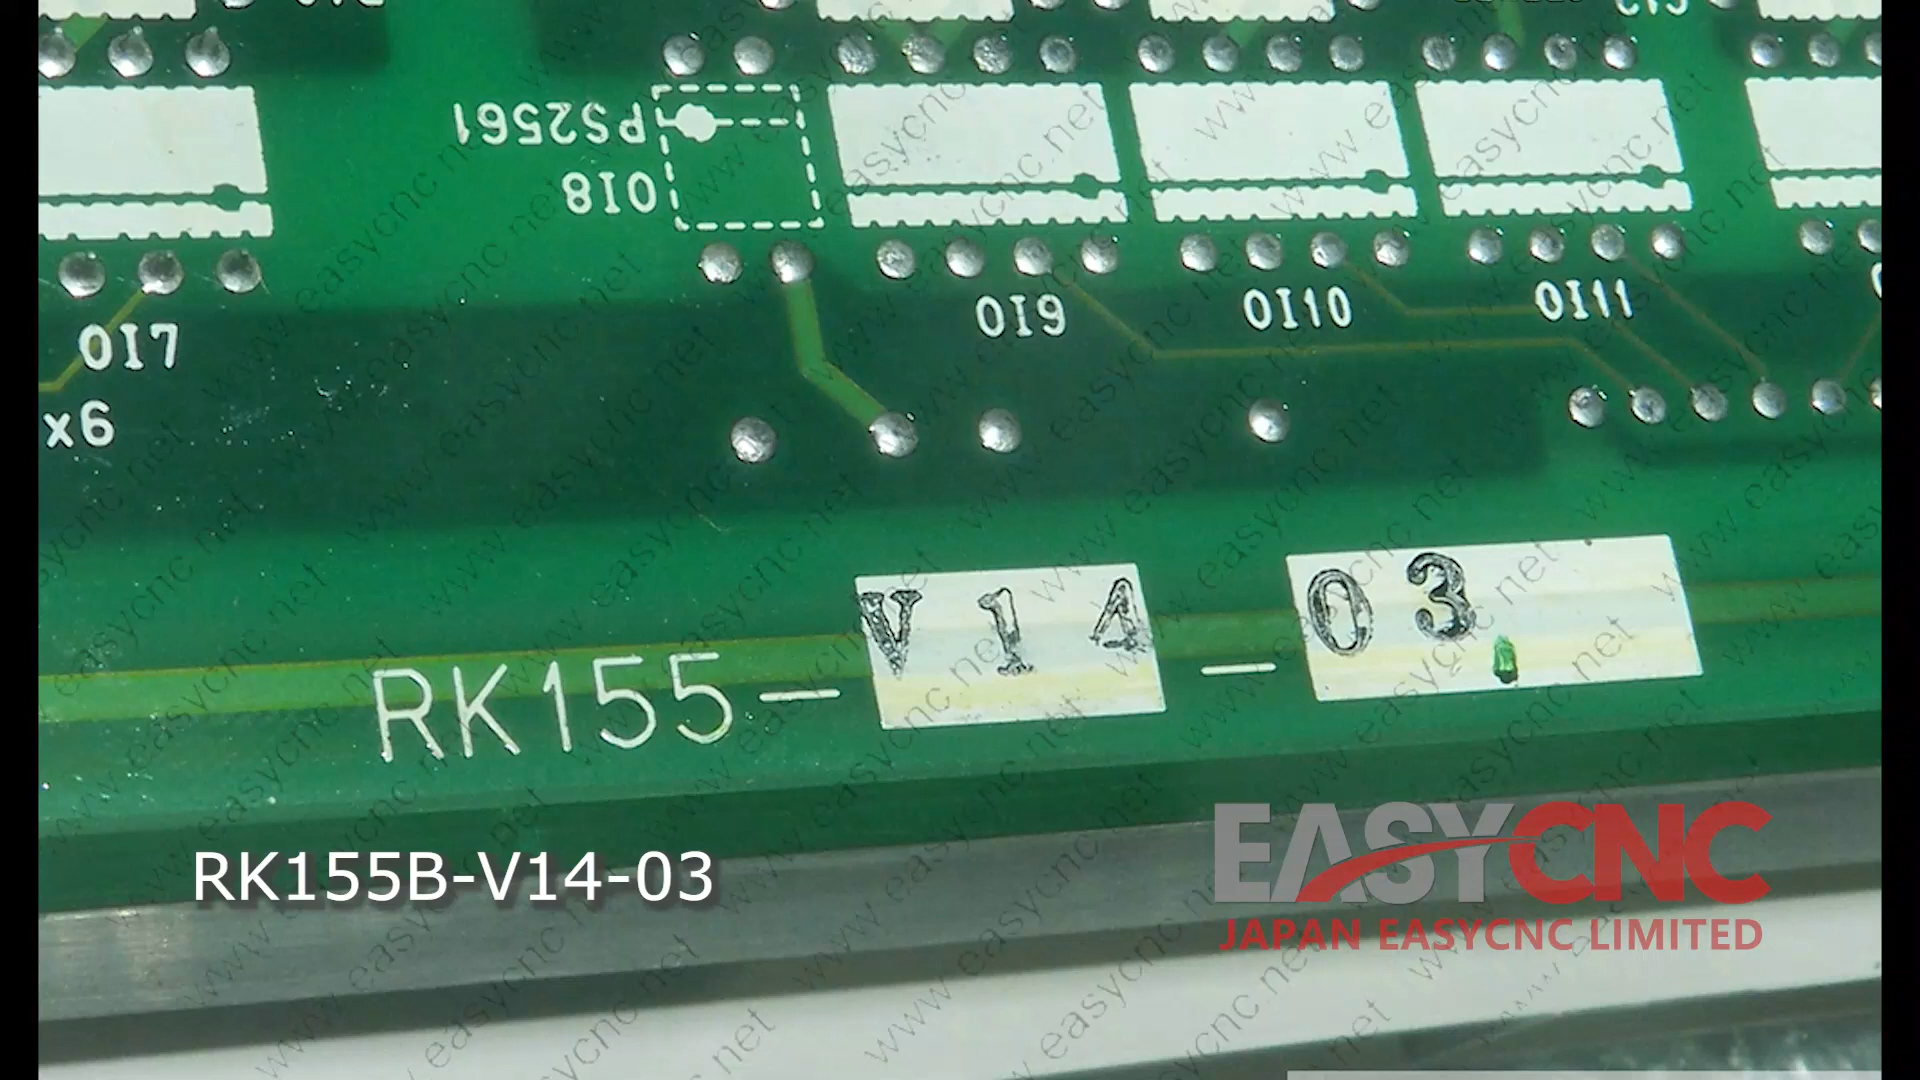 PS2561
OI8
OI9
OI10
OI11
OI7
x6
RK155- V14 - 03
RK155B-V14-03
EASYCNC
JAPAN EASYCNC LIMITED
www.easycnc.net